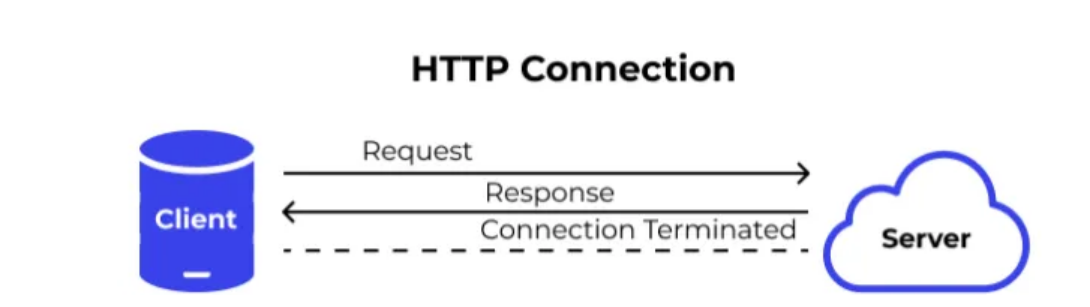 HTTP Connection
Request
Response
Client
Connection Terminated
Server